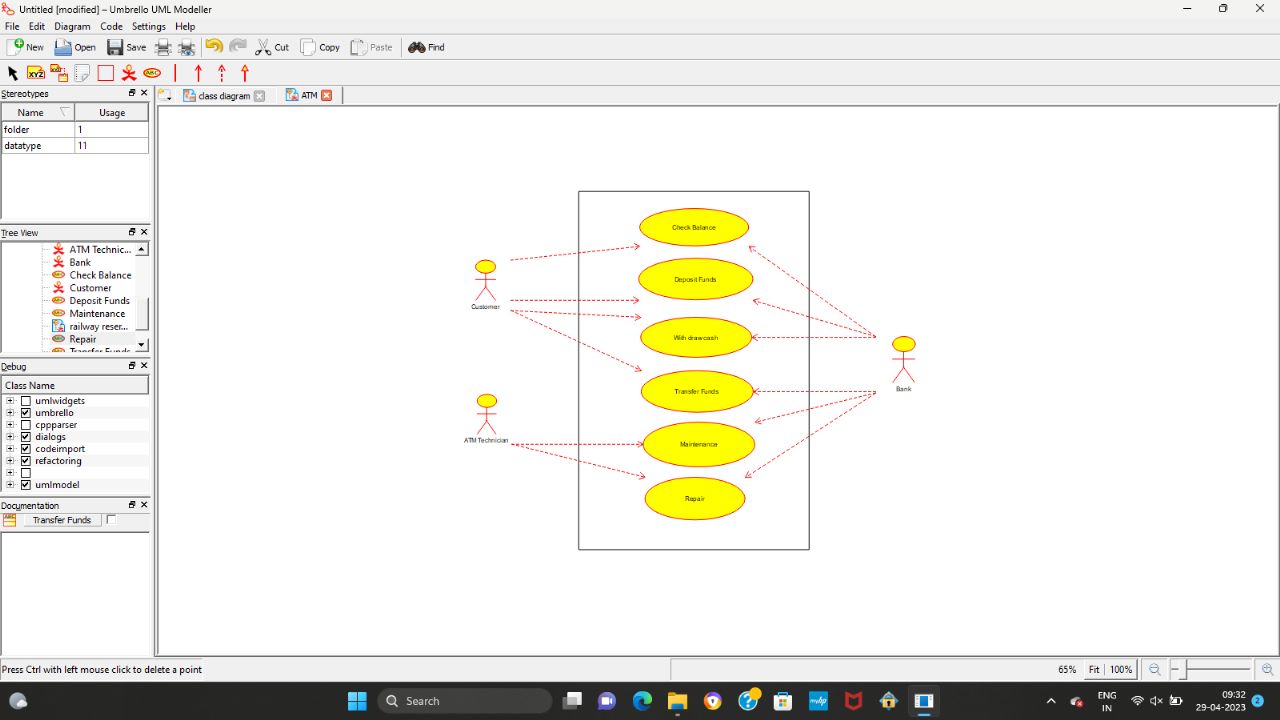 Untitled [modified] – Umbrello UML Modeller
File Edit Diagram Code Settings Help
New Open Save Cut Copy Paste Find
XYZ ABC
Stereotypes
class diagram ATM
Name Usage
folder 1
datatype 11
Tree View
ATM Technic...
Bank
Check Balance
Customer
Deposit Funds
Maintenance
railway reser...
Repair
Transfer Funds
Debug
Class Name
umlwidgets
umbrello
cppparser
dialogs
codeimport
refactoring
umlmodel
Documentation
Transfer Funds
Check Balance
Deposit Funds
Customer
With drawcash
Bank
Transfer Funds
ATM Technician
Maintenance
Repair
Press Ctrl with left mouse click to delete a point
65% Fit 100%
Search
ENG
IN
09:32
29-04-2023
2